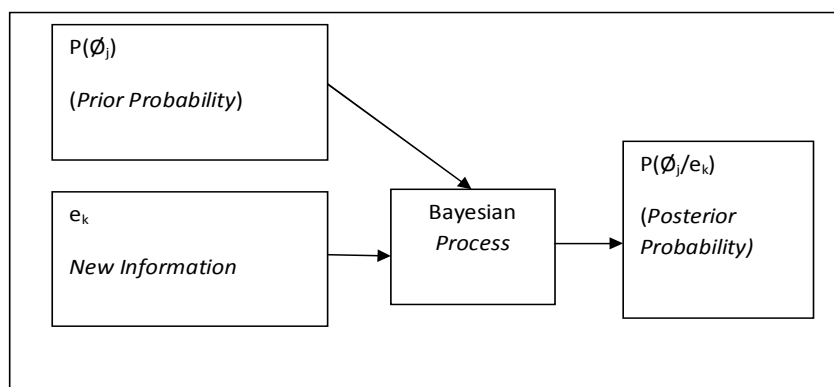 P(Øⱼ)
(Prior Probability)
eₖ
New Information
Bayesian
Process
P(Øⱼ/eₖ)
(Posterior
Probability)